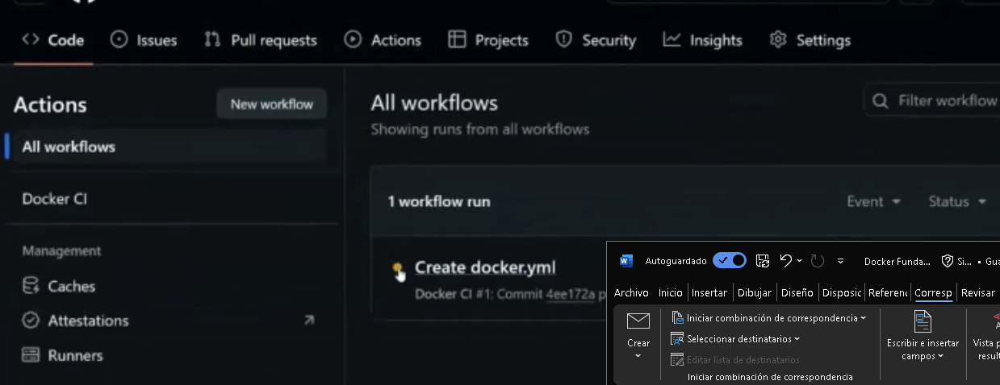 Code Issues Pull requests Actions Projects Security Insights Settings
Actions
New workflow
All workflows
Docker CI
Management
Caches
Attestations
Runners
All workflows
Showing runs from all workflows
Filter workflow
1 workflow run
Event Status
Create docker.yml
Docker CI #1: Commit 4ee172a p
Autoguardado
Docker Funda... Si... • Gua
Archivo Inicio Insertar Dibujar Diseño Disposic Referenc Corresp Revisar
Crear
Iniciar combinación de correspondencia
Seleccionar destinatarios
Editar lista de destinatarios
Iniciar combinación de correspondencia
Escribir e insertar
campos
Vista p
result